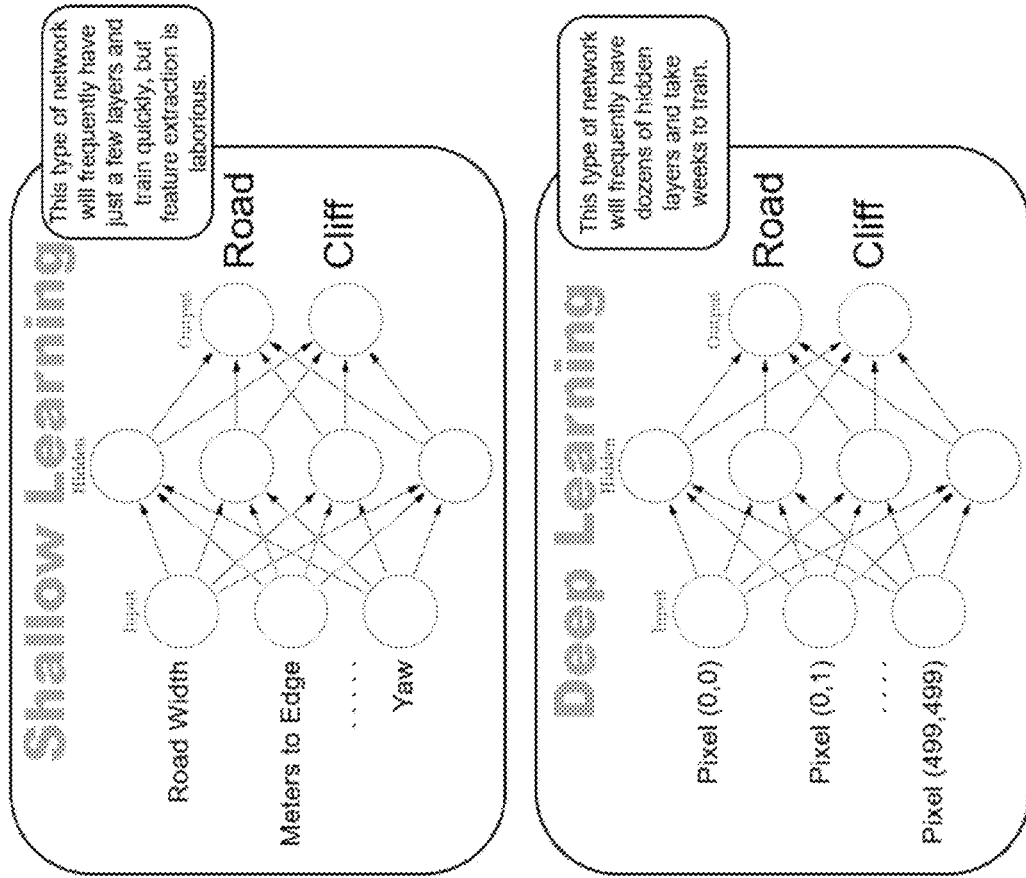 Shallow Learning
This type of network
will frequently have
just a few layers and
train quickly, but
feature extraction is
laborious.
Input
Hidden
Output
Road Width
Meters to Edge
.....
Yaw
Road
Cliff
Deep Learning
This type of network
will frequently have
dozens of hidden
layers and take
weeks to train.
Input
Hidden
Output
Pixel (0,0)
Pixel (0,1)
.....
Pixel (499,499)
Road
Cliff